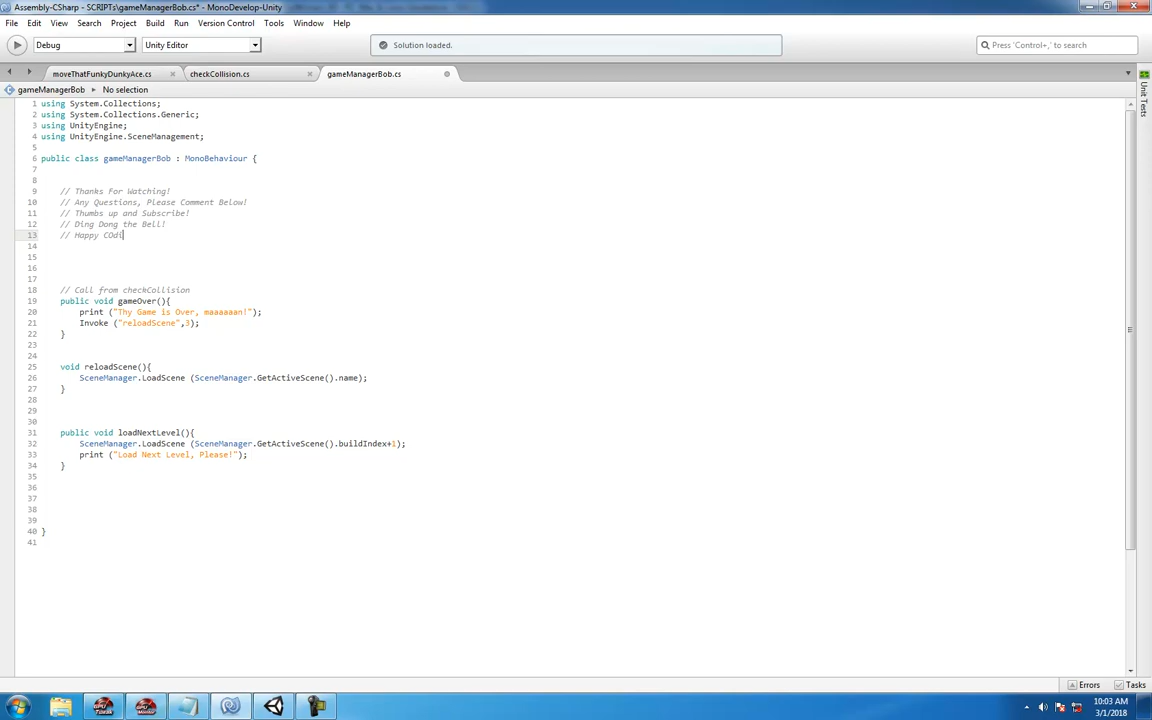 Assembly-CSharp - SCRIPTs\gameManagerBob.cs* - MonoDevelop-Unity
File Edit View Search Project Build Run Version Control Tools Window Help
Debug Unity Editor Solution loaded. Press 'Control+,' to search
moveThatFunkyDunkyAce.cs checkCollision.cs gameManagerBob.cs
gameManagerBob No selection
1 using System.Collections;
2 using System.Collections.Generic;
3 using UnityEngine;
4 using UnityEngine.SceneManagement;
5
6 public class gameManagerBob : MonoBehaviour {
7
8
9 // Thanks For Watching!
10 // Any Questions, Please Comment Below!
11 // Thumbs up and Subscribe!
12 // Ding Dong the Bell!
13 // Happy COdi
14
15
16
17
18 // Call from checkCollision
19 public void gameOver(){
20 print ("Thy Game is Over, maaaaaan!");
21 Invoke ("reloadScene",3);
22 }
23
24
25 void reloadScene(){
26 SceneManager.LoadScene (SceneManager.GetActiveScene().name);
27 }
28
29
30
31 public void loadNextLevel(){
32 SceneManager.LoadScene (SceneManager.GetActiveScene().buildIndex+1);
33 print ("Load Next Level, Please!");
34 }
35
36
37
38
39
40 }
41
Unit Tests
Errors Tasks
GPU Tweak GPU Monitor
10:03 AM
3/1/2018